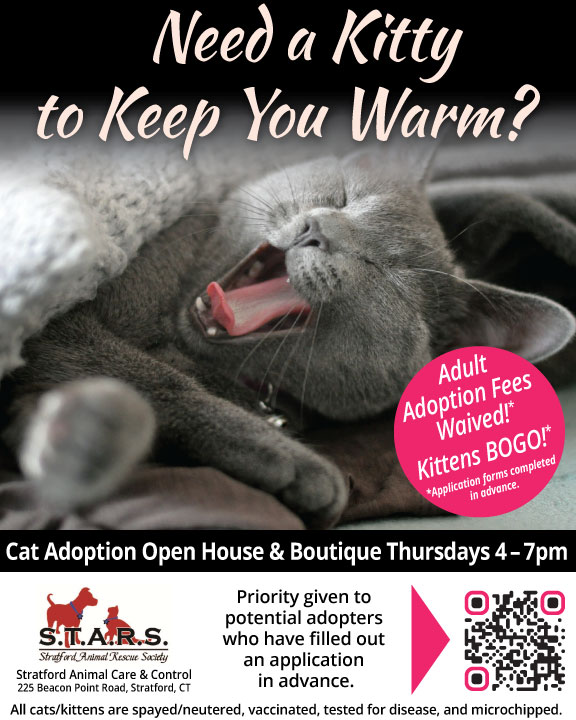 Need a Kitty
to Keep You Warm?
Adult
Adoption Fees
Waived!*
Kittens BOGO!*
*Application forms completed
in advance.
Cat Adoption Open House & Boutique Thursdays 4 – 7pm
S.T.A.R.S.
Stratford Animal Rescue Society
Stratford Animal Care & Control
225 Beacon Point Road, Stratford, CT
Priority given to
potential adopters
who have filled out
an application
in advance.
All cats/kittens are spayed/neutered, vaccinated, tested for disease, and microchipped.